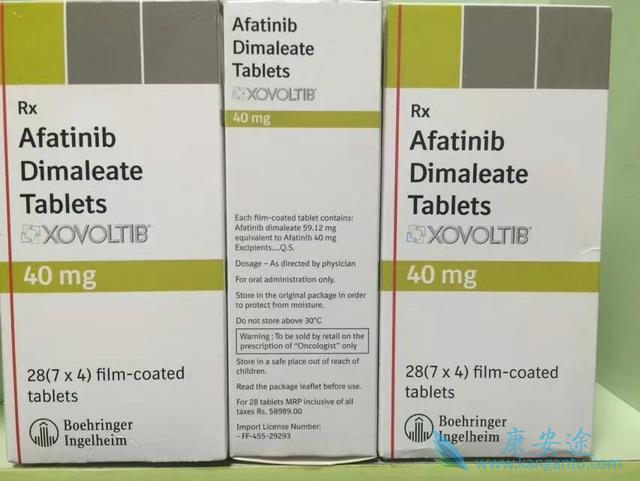 Rx
Afatinib
Dimaleate
Tablets
XOVOLTIB®
40 mg
28(7 x 4) film-coated
tablets
Boehringer
Ingelheim
Afatinib
Dimaleate
Tablets
XOVOLTIB®
40 mg
Each film-coated tablet contains:
Afatinib dimaleate 59.12 mg
equivalent to Afatinib 40 mg
Excipients....Q.S.
Dosage – As directed by physician
For oral administration only.
Store in the original package in order
to protect from moisture.
Do not store above 30°C
Warning : To be sold by retail on the
prescription of "Oncologist" only
Store in a safe place out of reach of
children.
Read the package leaflet before use.
For 28 tablets MRP inclusive of all
taxes Rs. 58989.00
Import License Number:
- FF-455-29293
Rx
Afatinib
Dimaleate
Tablets
XOVOLTIB®
40 mg
28(7 x 4) film-coated
tablets
Boehringer
Ingelheim
康安途
www.kangantu.com